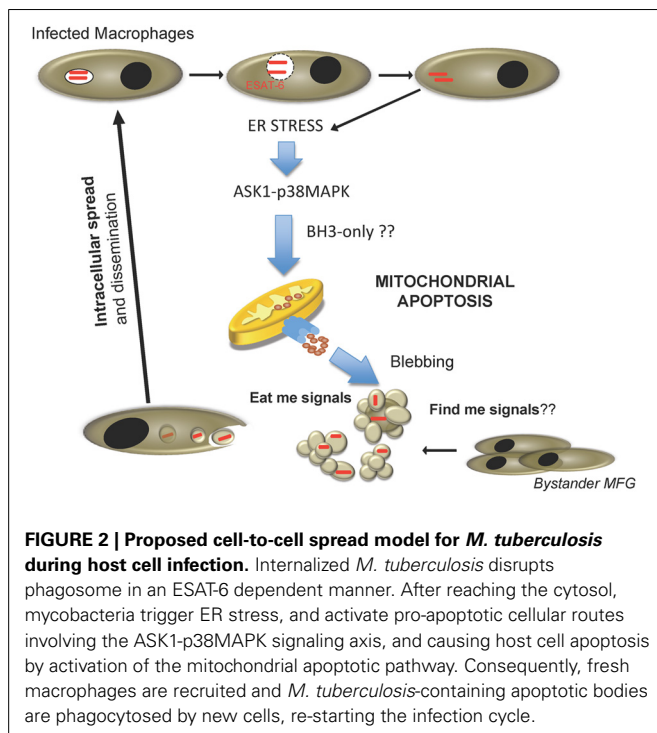 Infected Macrophages
ESAT-6
ER STRESS
ASK1-p38MAPK
BH3-only ??
MITOCHONDRIAL
APOPTOSIS
Intracellular spread
and dissemination
Blebbing
Eat me signals
Find me signals??
Bystander MFG
FIGURE 2 | Proposed cell-to-cell spread model for M. tuberculosis
during host cell infection. Internalized M. tuberculosis disrupts
phagosome in an ESAT-6 dependent manner. After reaching the cytosol,
mycobacteria trigger ER stress, and activate pro-apoptotic cellular routes
involving the ASK1-p38MAPK signaling axis, and causing host cell apoptosis
by activation of the mitochondrial apoptotic pathway. Consequently, fresh
macrophages are recruited and M. tuberculosis-containing apoptotic bodies
are phagocytosed by new cells, re-starting the infection cycle.